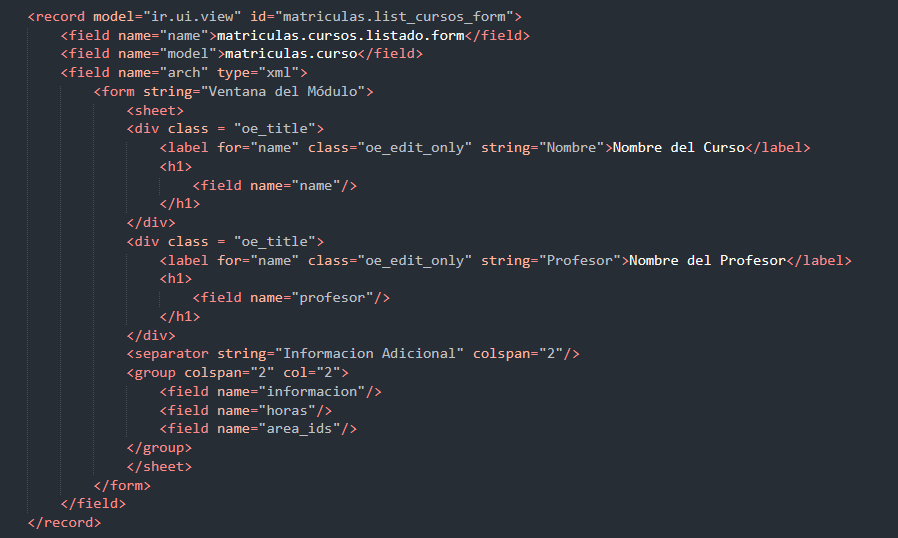 <record model="ir.ui.view" id="matriculas.list_cursos_form">
<field name="name">matriculas.cursos.listado.form</field>
<field name="model">matriculas.curso</field>
<field name="arch" type="xml">
<form string="Ventana del Módulo">
<sheet>
<div class = "oe_title">
<label for="name" class="oe_edit_only" string="Nombre">Nombre del Curso</label>
<h1>
<field name="name"/>
</h1>
</div>
<div class = "oe_title">
<label for="name" class="oe_edit_only" string="Profesor">Nombre del Profesor</label>
<h1>
<field name="profesor"/>
</h1>
</div>
<separator string="Informacion Adicional" colspan="2"/>
<group colspan="2" col="2">
<field name="informacion"/>
<field name="horas"/>
<field name="area_ids"/>
</group>
</sheet>
</form>
</field>
</record>